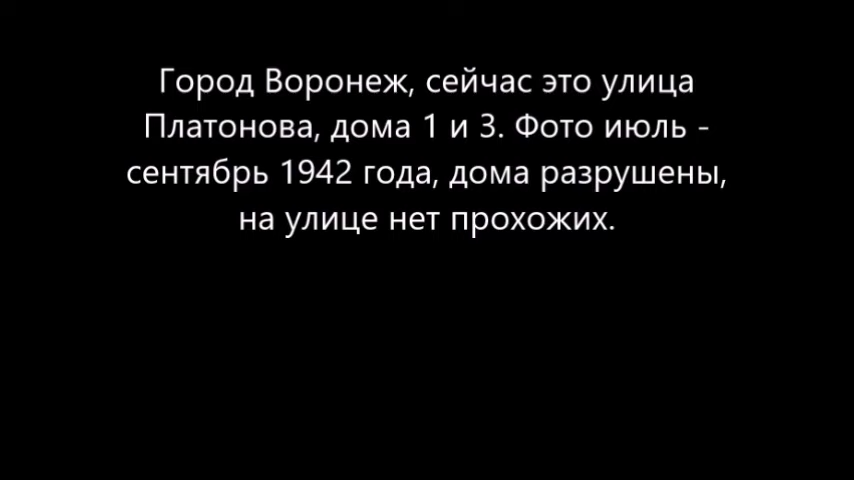 Город Воронеж, сейчас это улица
Платонова, дома 1 и 3. Фото июль -
сентябрь 1942 года, дома разрушены,
на улице нет прохожих.